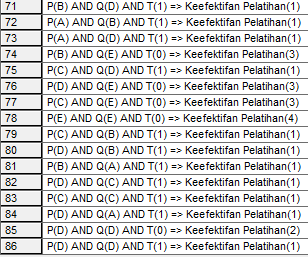 71 P(B) AND Q(D) AND T(1) => Keefektifan Pelatihan(1)
72 P(A) AND Q(B) AND T(1) => Keefektifan Pelatihan(1)
73 P(A) AND Q(D) AND T(1) => Keefektifan Pelatihan(1)
74 P(B) AND Q(E) AND T(0) => Keefektifan Pelatihan(3)
75 P(C) AND Q(D) AND T(1) => Keefektifan Pelatihan(1)
76 P(D) AND Q(E) AND T(0) => Keefektifan Pelatihan(3)
77 P(C) AND Q(E) AND T(0) => Keefektifan Pelatihan(3)
78 P(E) AND Q(E) AND T(0) => Keefektifan Pelatihan(4)
79 P(C) AND Q(B) AND T(1) => Keefektifan Pelatihan(1)
80 P(D) AND Q(B) AND T(1) => Keefektifan Pelatihan(1)
81 P(B) AND Q(A) AND T(1) => Keefektifan Pelatihan(1)
82 P(D) AND Q(C) AND T(1) => Keefektifan Pelatihan(1)
83 P(C) AND Q(C) AND T(1) => Keefektifan Pelatihan(1)
84 P(D) AND Q(A) AND T(1) => Keefektifan Pelatihan(1)
85 P(D) AND Q(D) AND T(0) => Keefektifan Pelatihan(2)
86 P(D) AND Q(D) AND T(1) => Keefektifan Pelatihan(1)